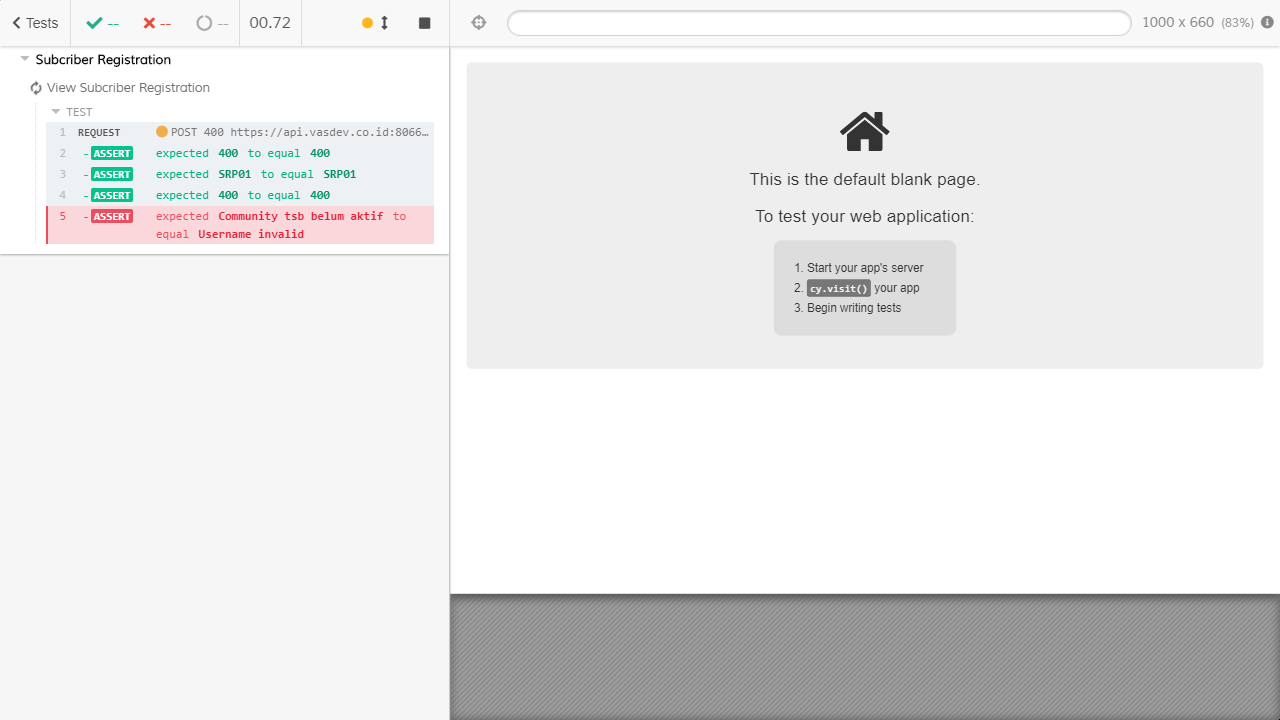 Tests -- -- -- 00.72
1000 x 660 (83%)
Subcriber Registration
View Subcriber Registration
TEST
1 REQUEST POST 400 https://api.vasdev.co.id:8066…
2 -ASSERT expected 400 to equal 400
3 -ASSERT expected SRP01 to equal SRP01
4 -ASSERT expected 400 to equal 400
5 -ASSERT expected Community tsb belum aktif to
equal Username invalid
This is the default blank page.
To test your web application:
1. Start your app's server
2. cy.visit() your app
3. Begin writing tests